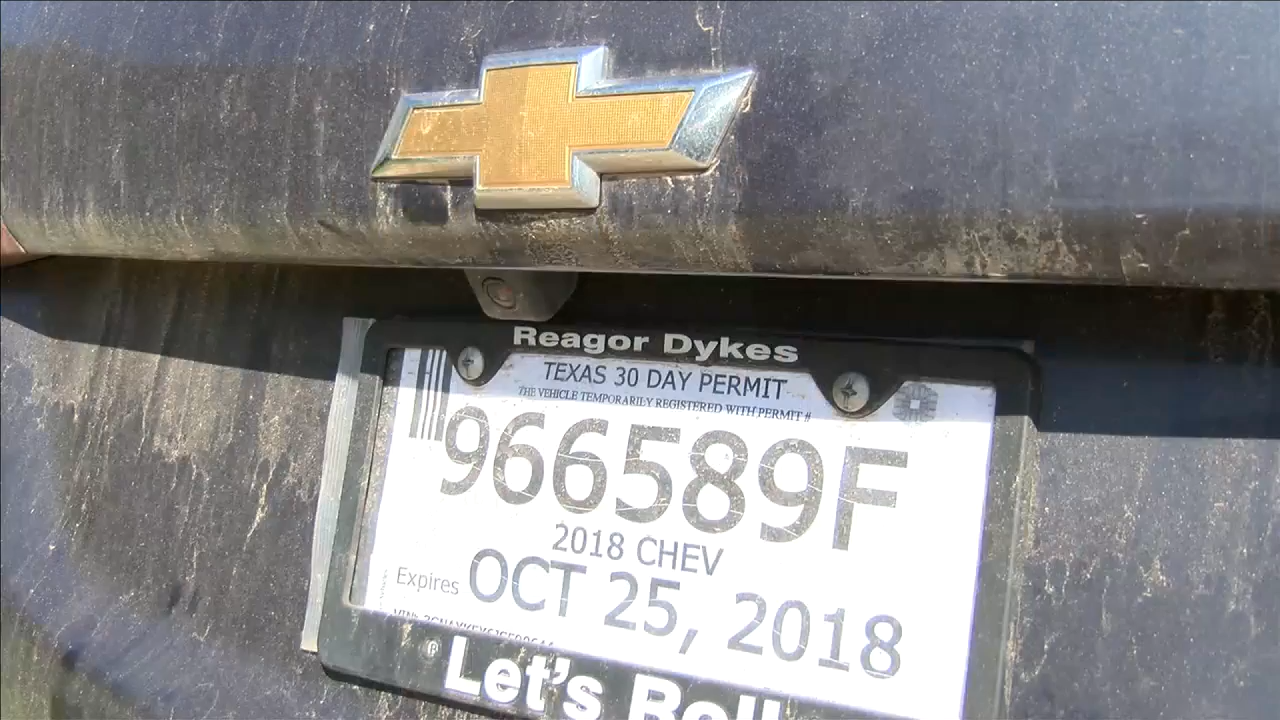 Reagor Dykes
TEXAS 30 DAY PERMIT
THE VEHICLE TEMPORARILY REGISTERED WITH PERMIT #
966589F
2018 CHEV
Expires OCT 25, 2018
Let's Roll